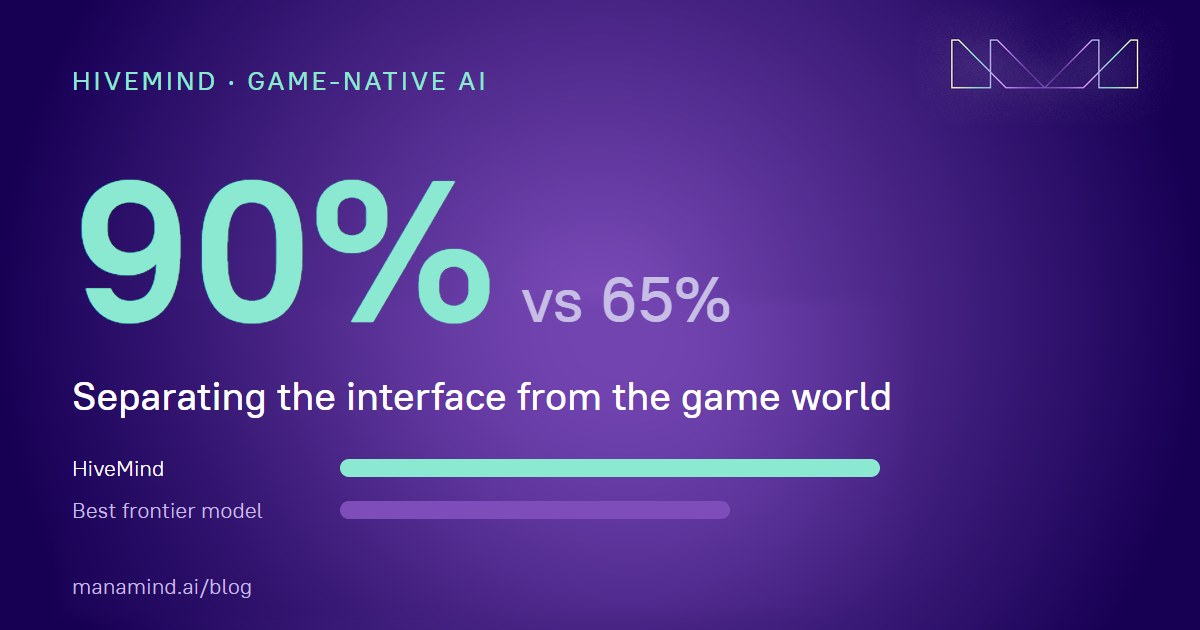 HIVEMIND · GAME-NATIVE AI
90% vs 65%
Separating the interface from the game world
HiveMind
Best frontier model
manamind.ai/blog